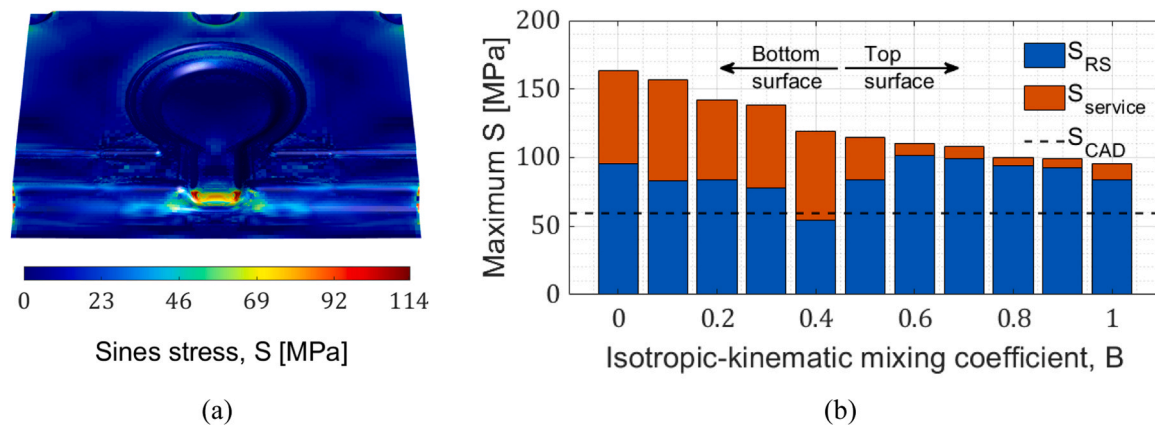 0 23 46 69 92 114
Sines stress, S [MPa]
(a)
200
150
100
50
0
Maximum S [MPa]
Bottom surface
Top surface
S_RS
S_service
S_CAD
0 0.2 0.4 0.6 0.8 1
Isotropic-kinematic mixing coefficient, B
(b)